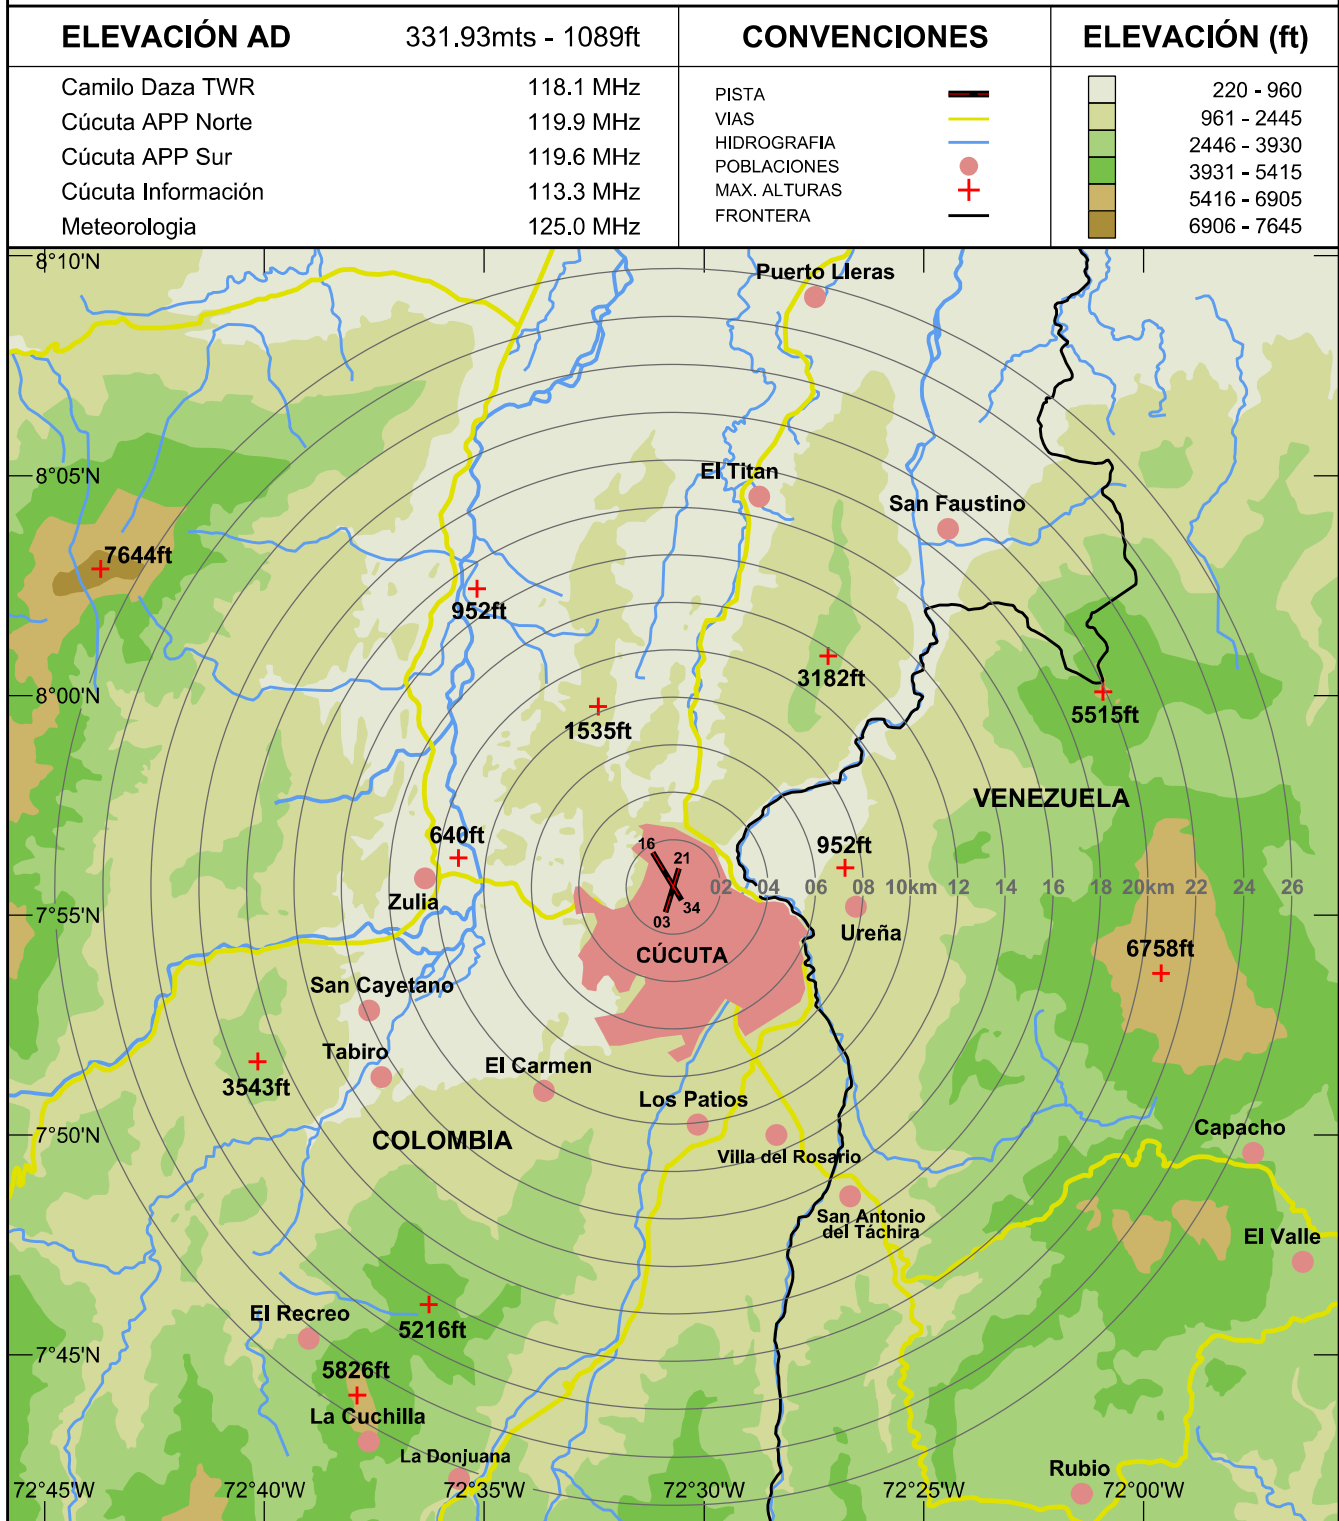 ELEVACIÓN AD 331.93mts - 1089ft
CONVENCIONES
ELEVACIÓN (ft)
Camilo Daza TWR 118.1 MHz
Cúcuta APP Norte 119.9 MHz
Cúcuta APP Sur 119.6 MHz
Cúcuta Información 113.3 MHz
Meteorologia 125.0 MHz
PISTA
VIAS
HIDROGRAFIA
POBLACIONES
MAX. ALTURAS
FRONTERA
220 - 960
961 - 2445
2446 - 3930
3931 - 5415
5416 - 6905
6906 - 7645
8°10'N
Puerto Lleras
8°05'N
El Titan
San Faustino
7644ft
952ft
3182ft
8°00'N
5515ft
1535ft
VENEZUELA
640ft
16
21
952ft
02 04 06 08 10km 12 14 16 18 20km 22 24 26
Zulia
34
03
7°55'N
Ureña
CÚCUTA
6758ft
San Cayetano
Tabiro
El Carmen
3543ft
Los Patios
7°50'N
COLOMBIA
Capacho
Villa del Rosario
San Antonio
del Táchira
El Valle
El Recreo
5216ft
7°45'N
5826ft
La Cuchilla
La Donjuana
Rubio
72°45'W 72°40'W 72°35'W 72°30'W 72°25'W 72°00'W